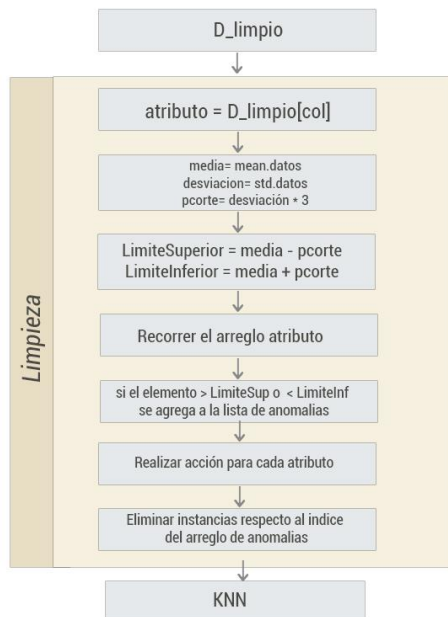 D_limpio
Limpieza
atributo = D_limpio[col]
media= mean.datos
desviacion= std.datos
pcorte= desviación * 3
LimiteSuperior = media - pcorte
LimiteInferior = media + pcorte
Recorrer el arreglo atributo
si el elemento > LimiteSup o < LimiteInf
se agrega a la lista de anomalias
Realizar acción para cada atributo
Eliminar instancias respecto al indice
del arreglo de anomalias
KNN